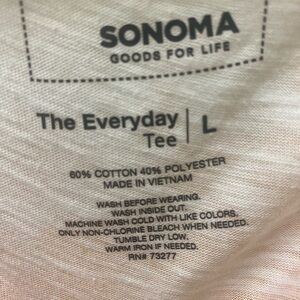 SONOMA
GOODS FOR LIFE
The Everyday
Tee | L
60% COTTON 40% POLYESTER
MADE IN VIETNAM
WASH BEFORE WEARING.
WASH INSIDE OUT.
MACHINE WASH COLD WITH LIKE COLORS.
ONLY NON-CHLORINE BLEACH WHEN NEEDED.
TUMBLE DRY LOW.
WARM IRON IF NEEDED.
RN# 73277